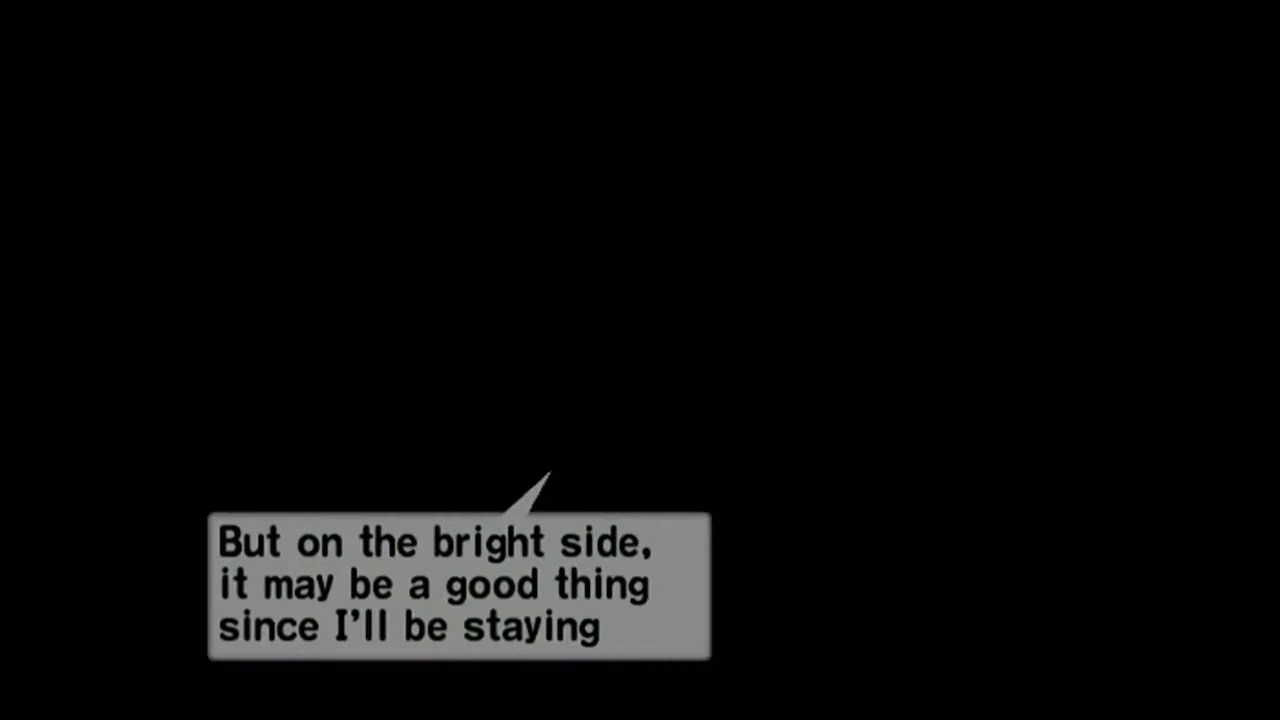 But on the bright side,
it may be a good thing
since I'll be staying